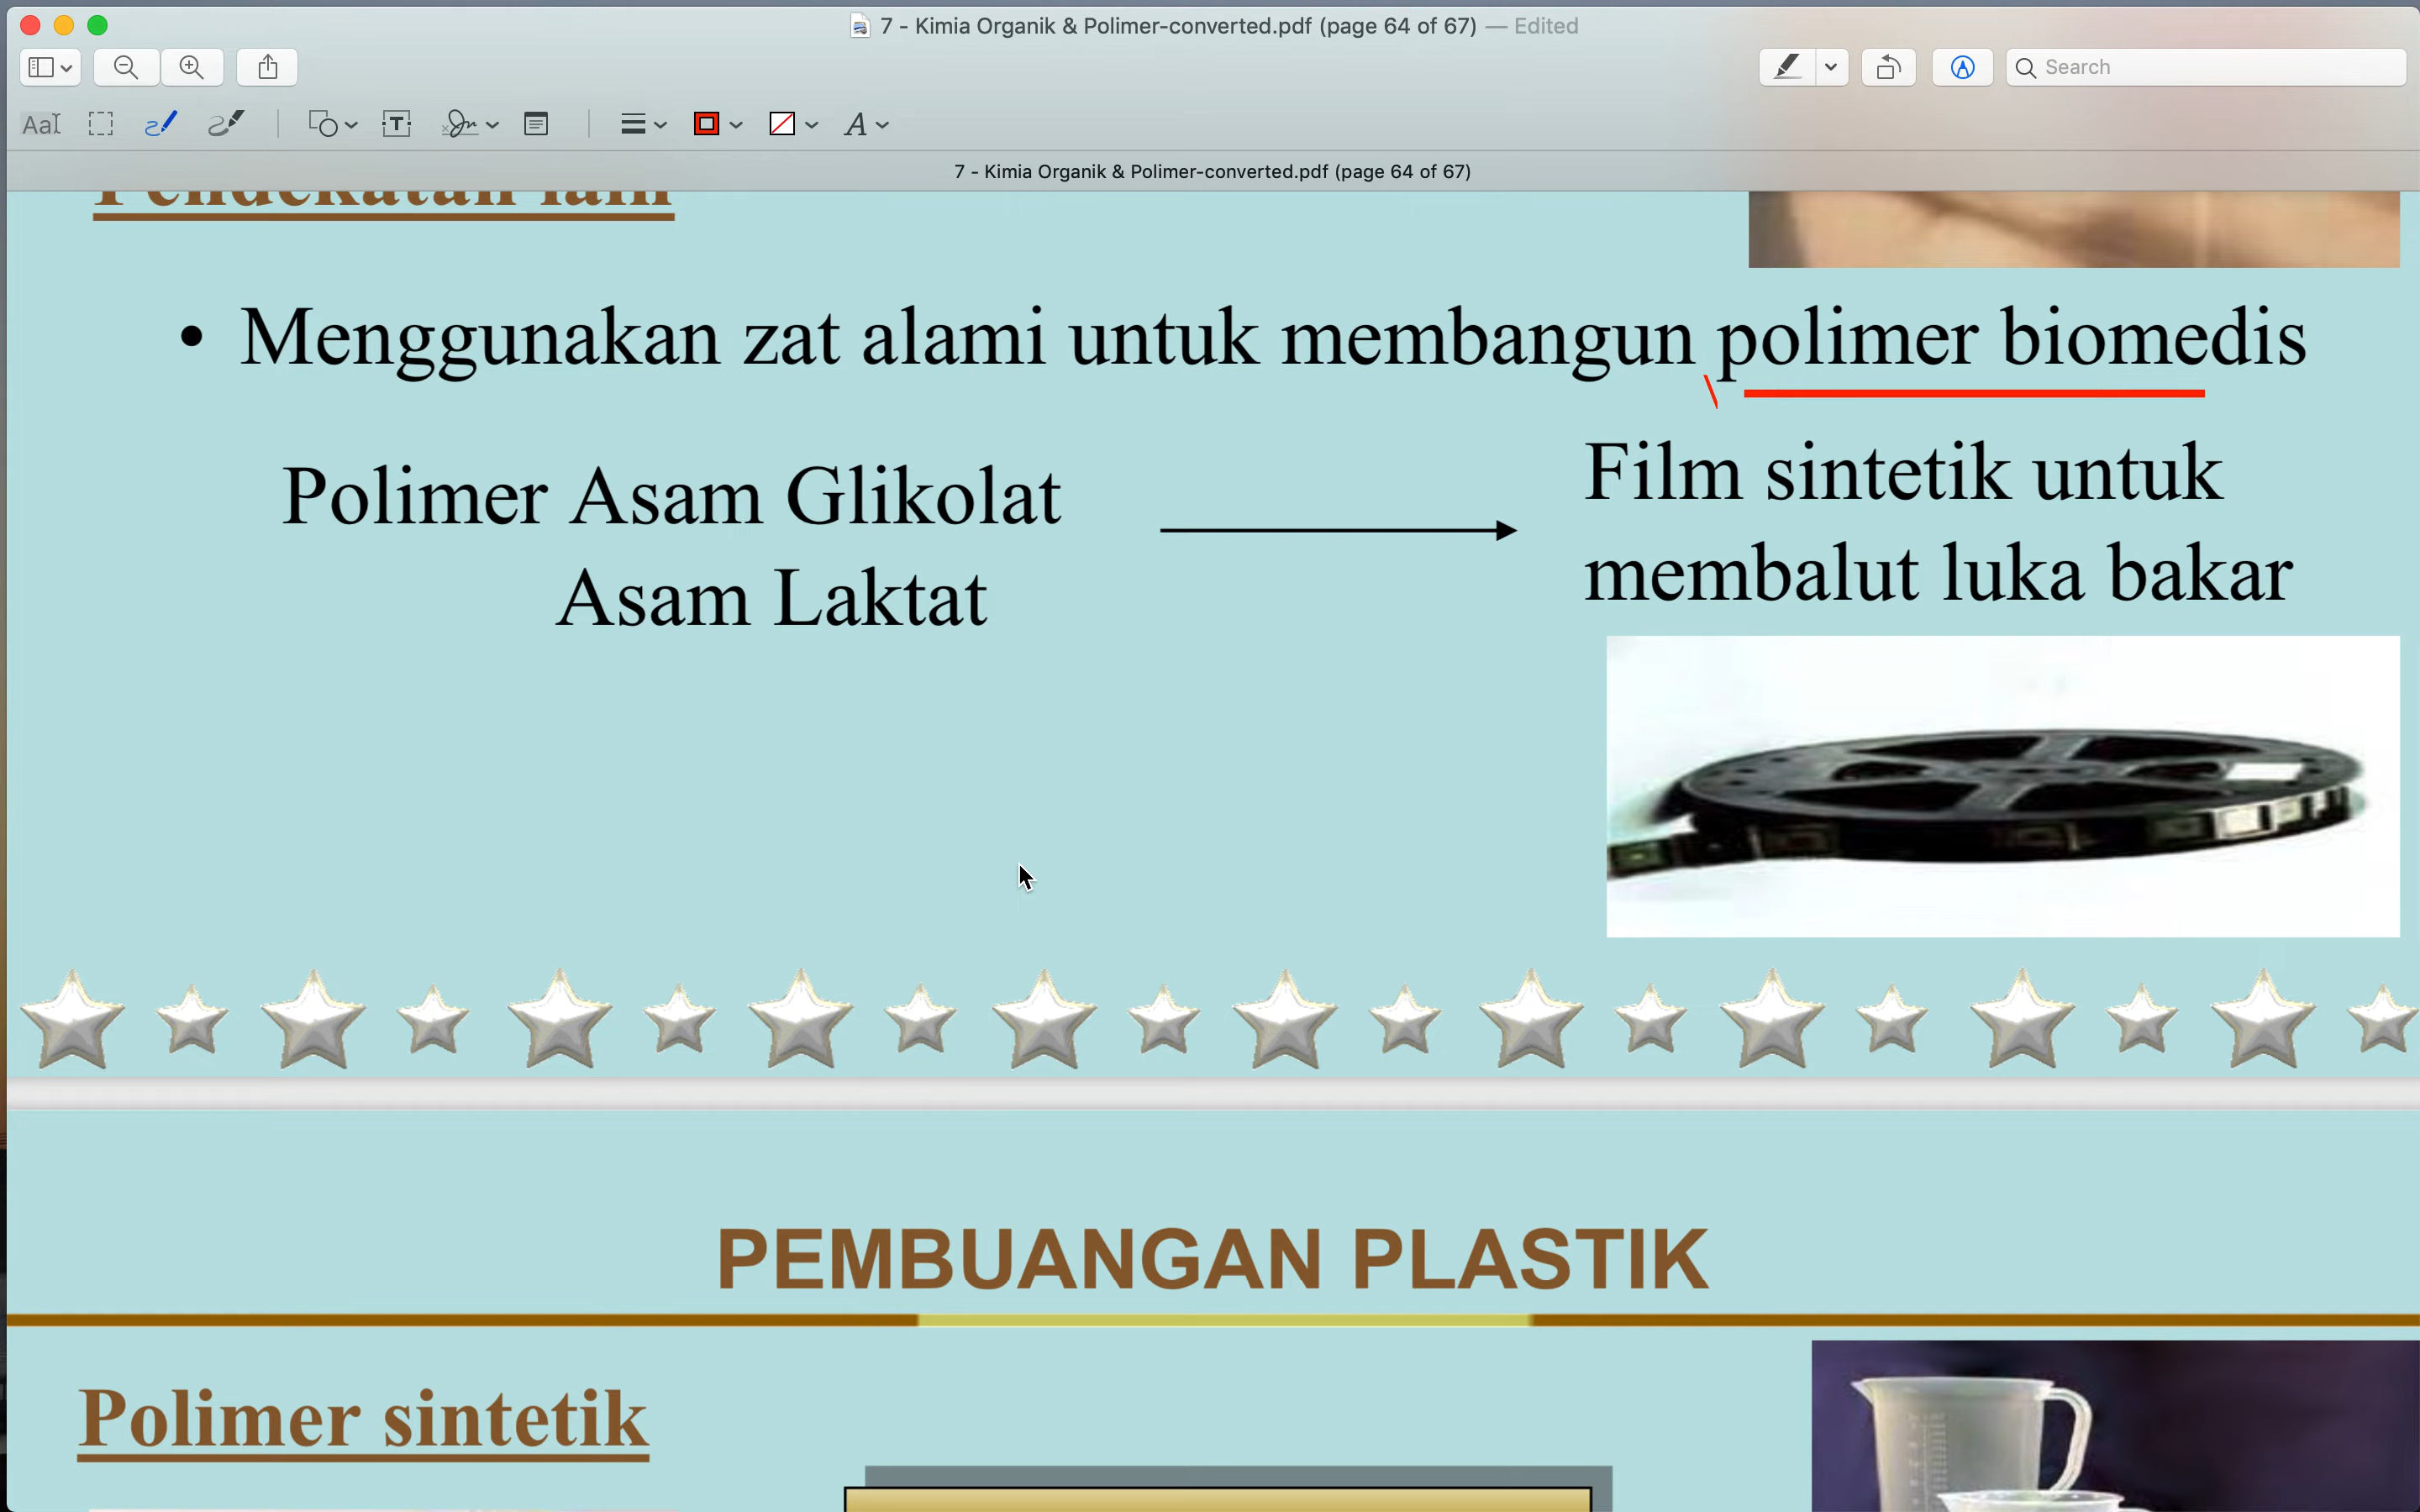 7 - Kimia Organik & Polimer-converted.pdf (page 64 of 67) — Edited
Search
7 - Kimia Organik & Polimer-converted.pdf (page 64 of 67)
Pendekatan lain
• Menggunakan zat alami untuk membangun polimer biomedis
Polimer Asam Glikolat
Asam Laktat
Film sintetik untuk
membalut luka bakar
PEMBUANGAN PLASTIK
Polimer sintetik